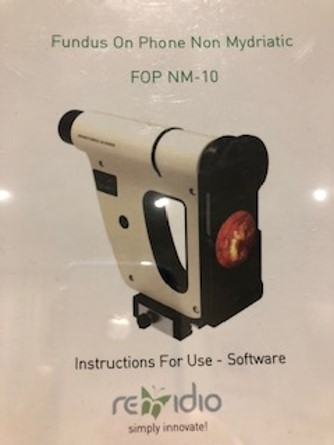 Fundus On Phone Non Mydriatic
FOP NM-10
Instructions For Use - Software
remidio
simply innovate!